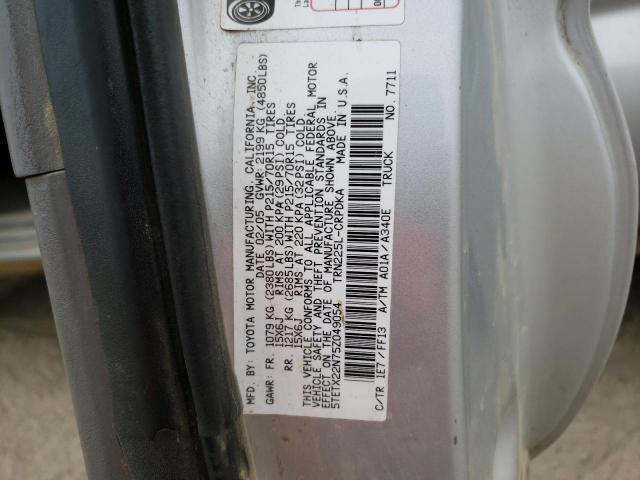 MFD. BY: TOYOTA MOTOR MANUFACTURING, CALIFORNIA, INC.
DATE 02/05 GVWR: 2199 KG (4850LBS)
GAWR: FR. 1079 KG (2380LBS) WITH P215/70R15 TIRES
15X6J RIMS AT 200 KPA (29PSI) COLD
RR. 1217 KG (2685LBS) WITH P215/70R15 TIRES
15X6J RIMS AT 220 KPA (32PSI) COLD
THIS VEHICLE CONFORMS TO ALL APPLICABLE FEDERAL MOTOR
VEHICLE SAFETY AND THEFT PREVENTION STANDARDS IN
EFFECT ON THE DATE OF MANUFACTURE SHOWN ABOVE.
5TETX22N75Z049054 TRN225L-CRPDKA MADE IN U.S.A.
C/TR 1E7/FF13 A/TM A01A/A340E TRUCK NO. 7711